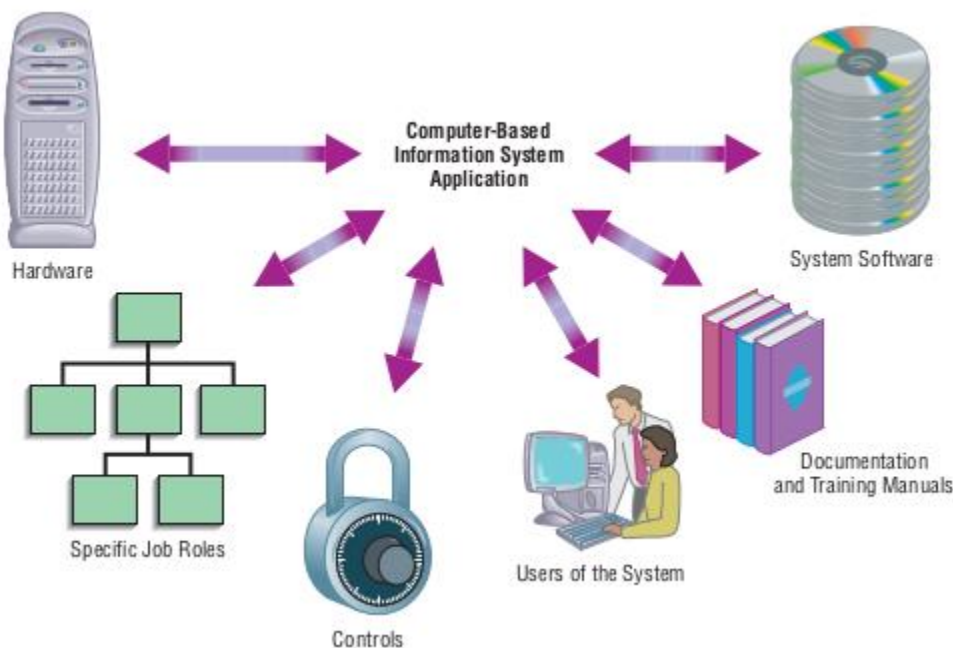 Computer-Based
Information System
Application
Hardware
System Software
Specific Job Roles
Controls
Users of the System
Documentation
and Training Manuals